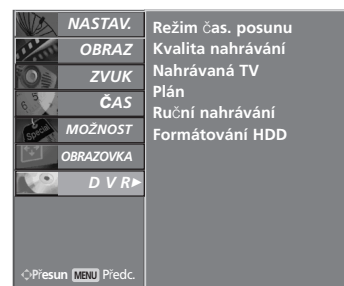 NASTAV.
OBRAZ
ZVUK
ČAS
MOŽNOST
OBRAZOVKA
D V R
Režim čas. posunu
Kvalita nahrávání
Nahrávaná TV
Plán
Ruční nahrávání
Formátování HDD
Přesun MENU Předc.